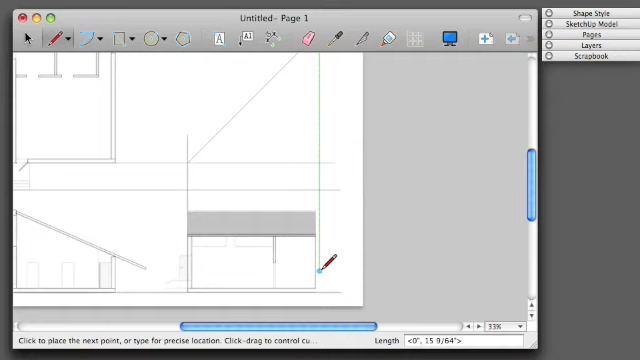 Untitled- Page 1
A
A1
Shape Style
SketchUp Model
Pages
Layers
Scrapbook
33%
Click to place the next point, or type for precise location. Click-drag to control cu...
Length
<0", 15 9/64">